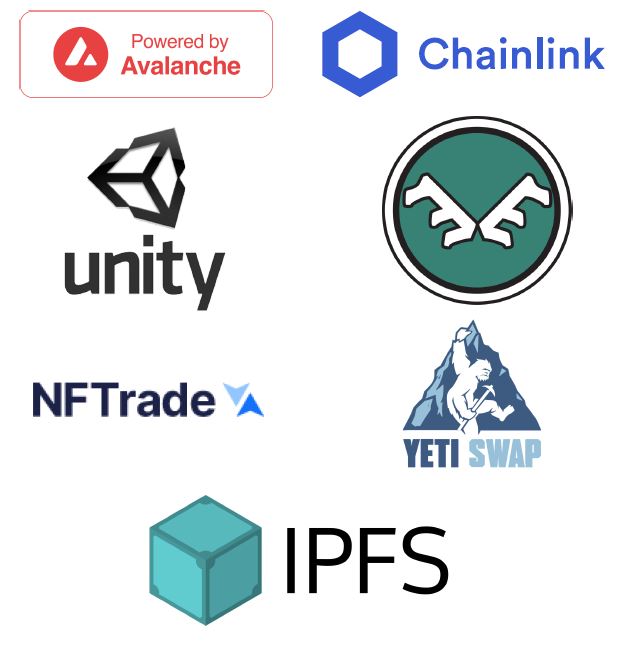 Powered by
Avalanche
Chainlink
unity
NFTrade
YETI SWAP
IPFS